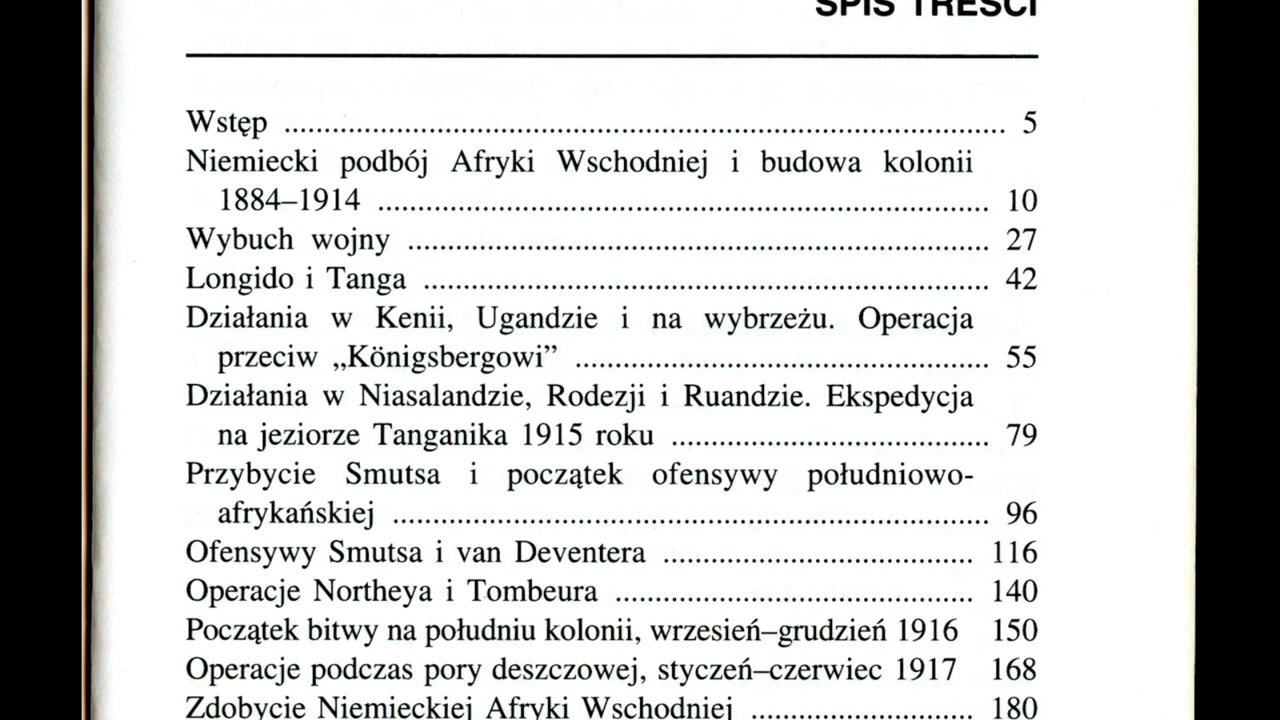 SPIS TREŚCI
Wstęp ........................................................................................... 5
Niemiecki podbój Afryki Wschodniej i budowa kolonii
1884–1914 ............................................................................. 10
Wybuch wojny ......................................................................... 27
Longido i Tanga ....................................................................... 42
Działania w Kenii, Ugandzie i na wybrzeżu. Operacja
przeciw „Königsbergowi” .................................................... 55
Działania w Niasalandzie, Rodezji i Ruandzie. Ekspedycja
na jeziorze Tanganika 1915 roku ........................................ 79
Przybycie Smutsa i początek ofensywy południowo-
afrykańskiej ........................................................................... 96
Ofensywy Smutsa i van Deventera ....................................... 116
Operacje Northeya i Tombeura ............................................. 140
Początek bitwy na południu kolonii, wrzesień–grudzień 1916 150
Operacje podczas pory deszczowej, styczeń–czerwiec 1917 168
Zdobycie Niemieckiej Afryki Wschodniej ............................ 180